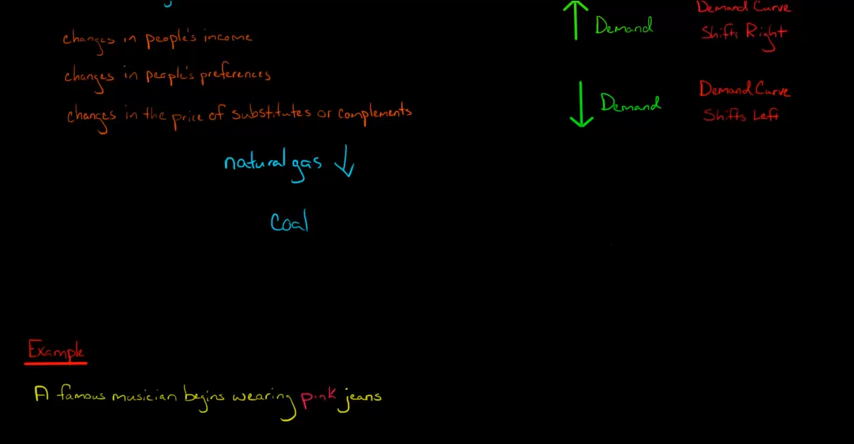 Demand Curve
Demand
Shifts Right
changes in people's income
changes in people's preferences
Demand Curve
Demand
changes in the price of substitutes or complements
Shifts Left
natural gas
coal
Example
A famous musician begins wearing pink jeans